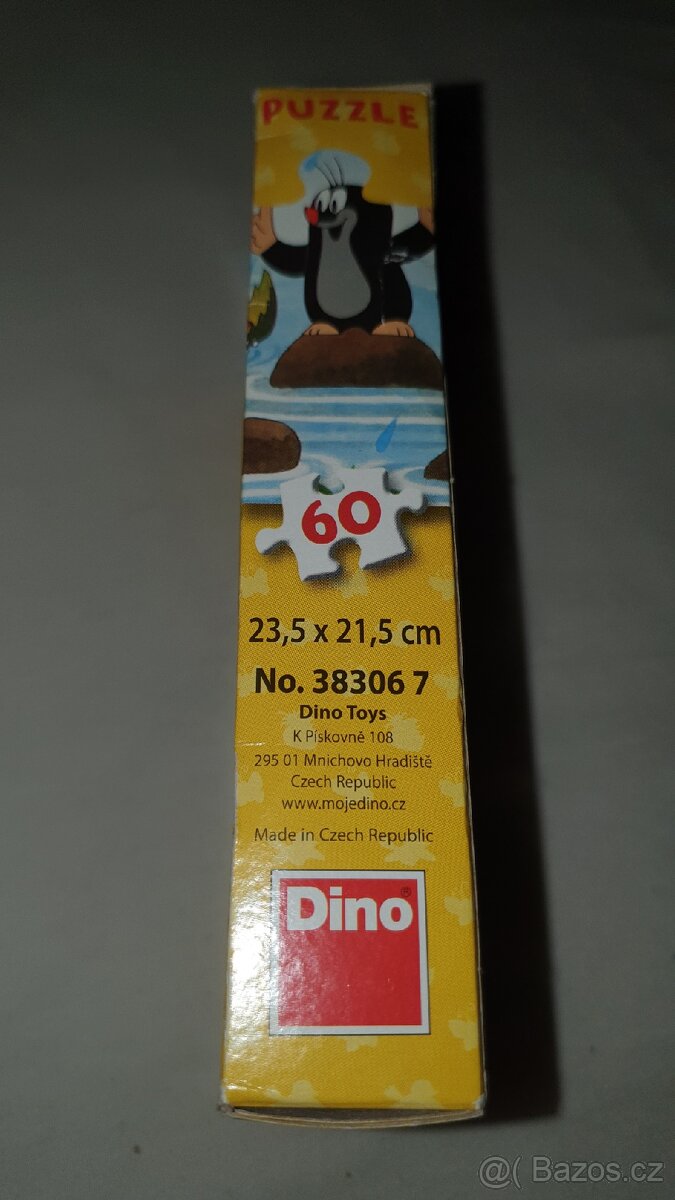 PUZZLE
60
23,5 x 21,5 cm
No. 38306 7
Dino Toys
K Pískovně 108
295 01 Mnichovo Hradiště
Czech Republic
www.mojedino.cz
Made in Czech Republic
Dino®
@( Bazos.cz